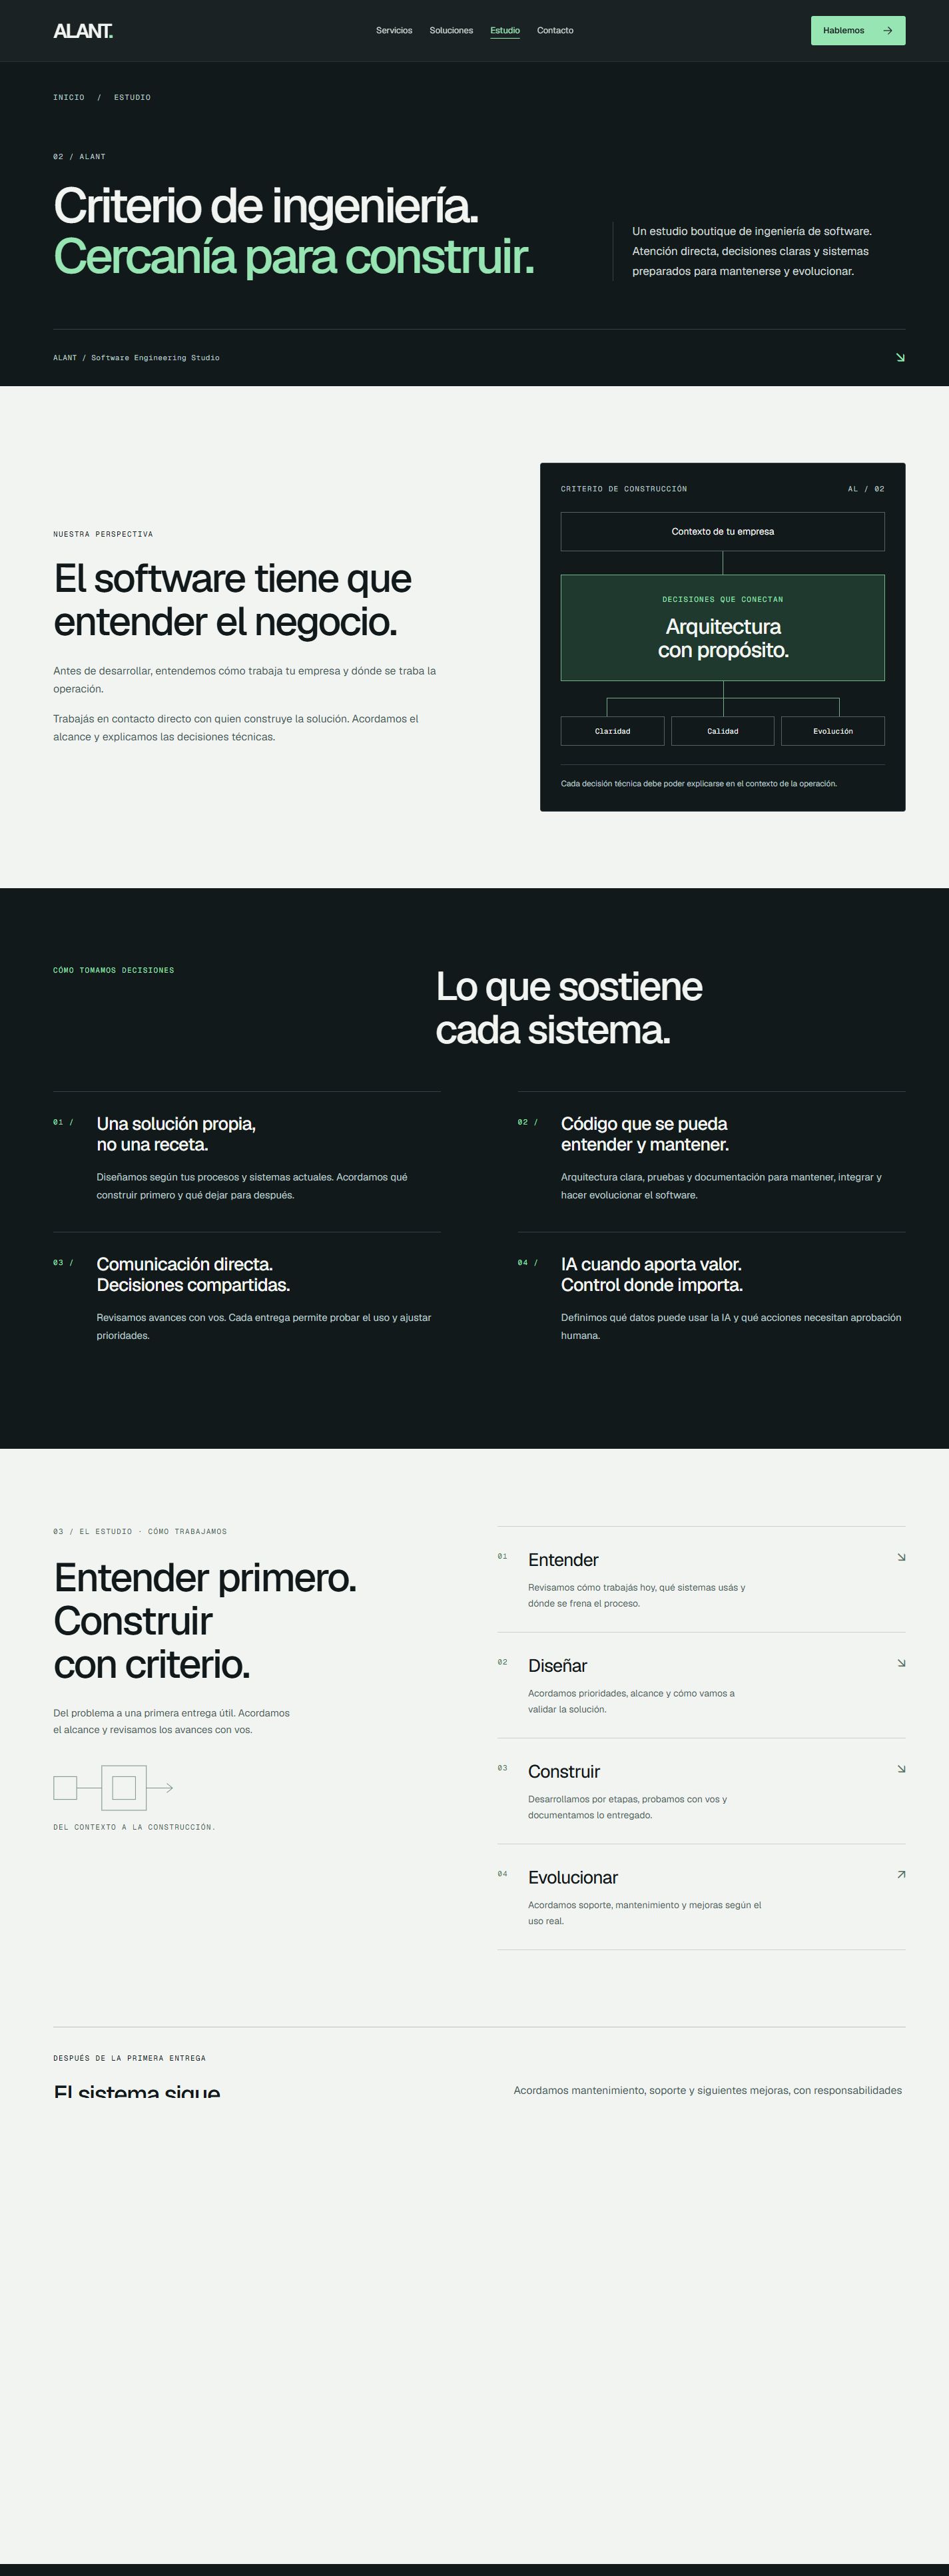 ALANT.
Servicios
Soluciones
Estudio
Contacto
Hablemos
INICIO / ESTUDIO
02 / ALANT
Criterio de ingeniería.
Cercanía para construir.
Un estudio boutique de ingeniería de software.
Atención directa, decisiones claras y sistemas
preparados para mantenerse y evolucionar.
ALANT / Software Engineering Studio
NUESTRA PERSPECTIVA
El software tiene que
entender el negocio.
Antes de desarrollar, entendemos cómo trabaja tu empresa y dónde se traba la
operación.
Trabajás en contacto directo con quien construye la solución. Acordamos el
alcance y explicamos las decisiones técnicas.
CRITERIO DE CONSTRUCCIÓN
AL / 02
Contexto de tu empresa
DECISIONES QUE CONECTAN
Arquitectura
con propósito.
Claridad
Calidad
Evolución
Cada decisión técnica debe poder explicarse en el contexto de la operación.
CÓMO TOMAMOS DECISIONES
Lo que sostiene
cada sistema.
01 /
Una solución propia,
no una receta.
Diseñamos según tus procesos y sistemas actuales. Acordamos qué
construir primero y qué dejar para después.
02 /
Código que se pueda
entender y mantener.
Arquitectura clara, pruebas y documentación para mantener, integrar y
hacer evolucionar el software.
03 /
Comunicación directa.
Decisiones compartidas.
Revisamos avances con vos. Cada entrega permite probar el uso y ajustar
prioridades.
04 /
IA cuando aporta valor.
Control donde importa.
Definimos qué datos puede usar la IA y qué acciones necesitan aprobación
humana.
03 / EL ESTUDIO · CÓMO TRABAJAMOS
Entender primero.
Construir
con criterio.
Del problema a una primera entrega útil. Acordamos
el alcance y revisamos los avances con vos.
DEL CONTEXTO A LA CONSTRUCCIÓN.
01
Entender
Revisamos cómo trabajás hoy, qué sistemas usás y
dónde se frena el proceso.
02
Diseñar
Acordamos prioridades, alcance y cómo vamos a
validar la solución.
03
Construir
Desarrollamos por etapas, probamos con vos y
documentamos lo entregado.
04
Evolucionar
Acordamos soporte, mantenimiento y mejoras según el
uso real.
DESPUÉS DE LA PRIMERA ENTREGA
El sistema sigue
Acordamos mantenimiento, soporte y siguientes mejoras, con responsabilidades